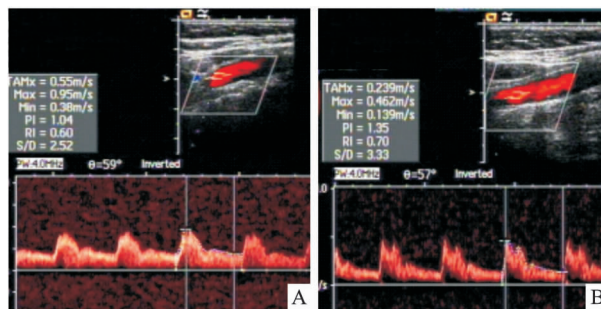 TAMx = 0.55m/s
Max = 0.95m/s
Min = 0.38m/s
PI = 1.04
RI = 0.60
S/D = 2.52
PW:4.0MHz θ=59° Inverted
A
TAMx = 0.239m/s
Max = 0.462m/s
Min = 0.139m/s
PI = 1.35
RI = 0.70
S/D = 3.33
PW:4.0MHz θ=57° Inverted
B